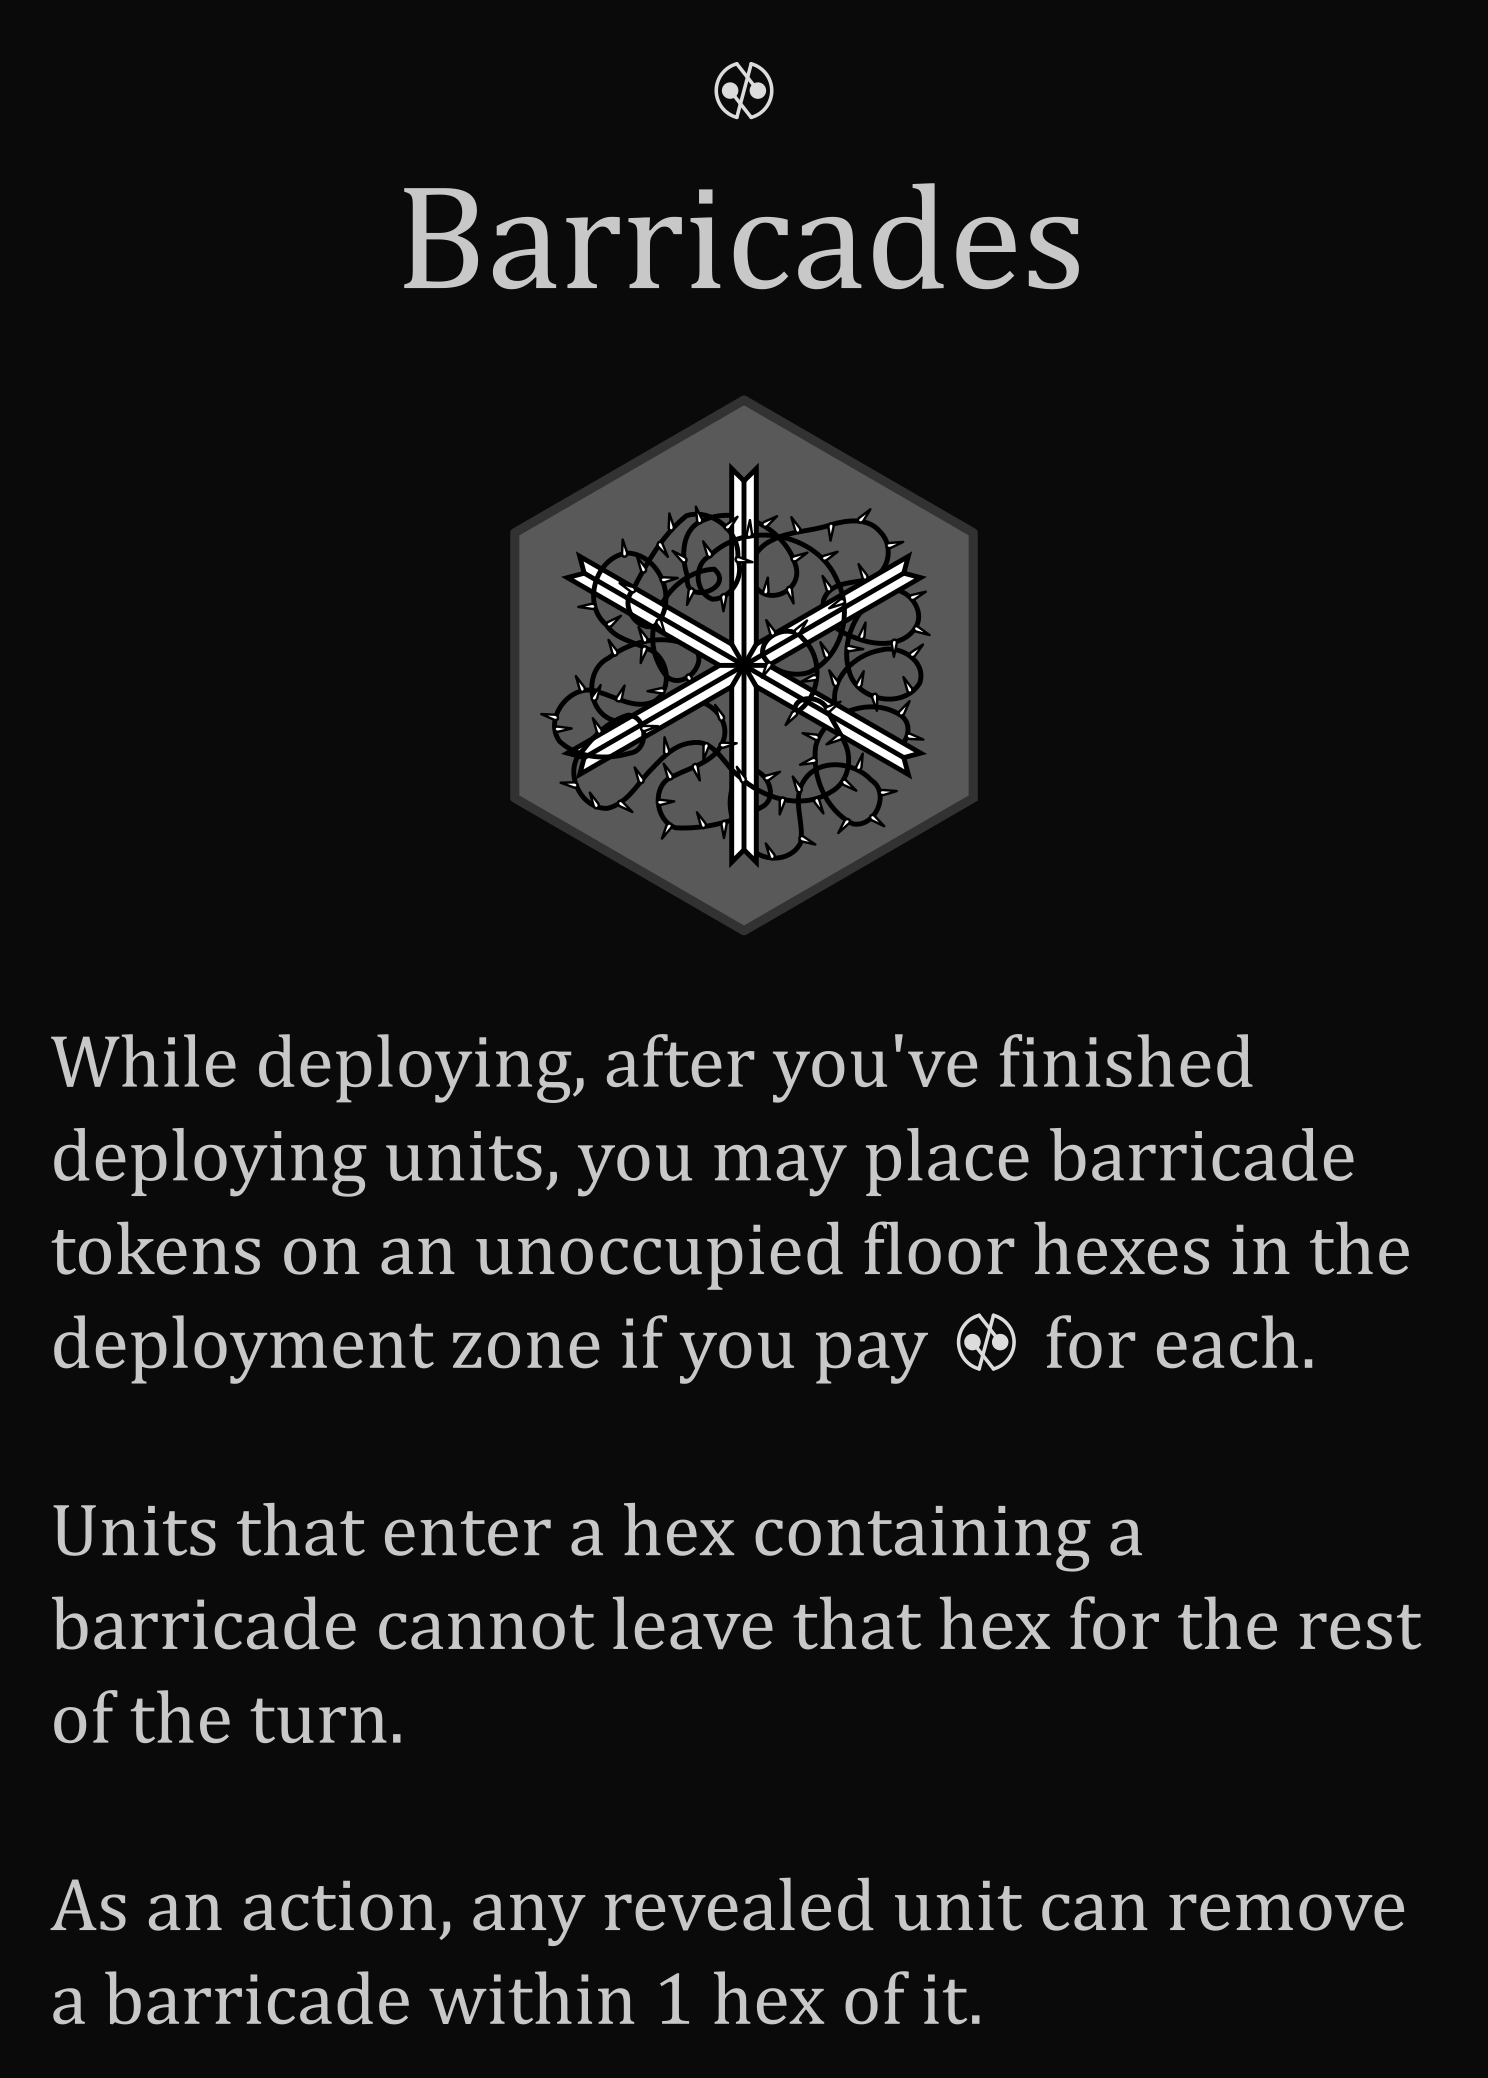 Barricades
While deploying, after you've finished
deploying units, you may place barricade
tokens on an unoccupied floor hexes in the
deployment zone if you pay for each.
Units that enter a hex containing a
barricade cannot leave that hex for the rest
of the turn.
As an action, any revealed unit can remove
a barricade within 1 hex of it.